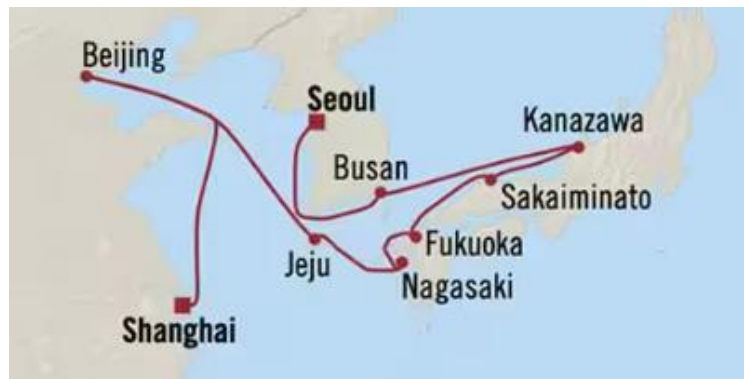 Beijing
Seoul
Kanazawa
Busan
Sakaiminato
Fukuoka
Jeju
Nagasaki
Shanghai